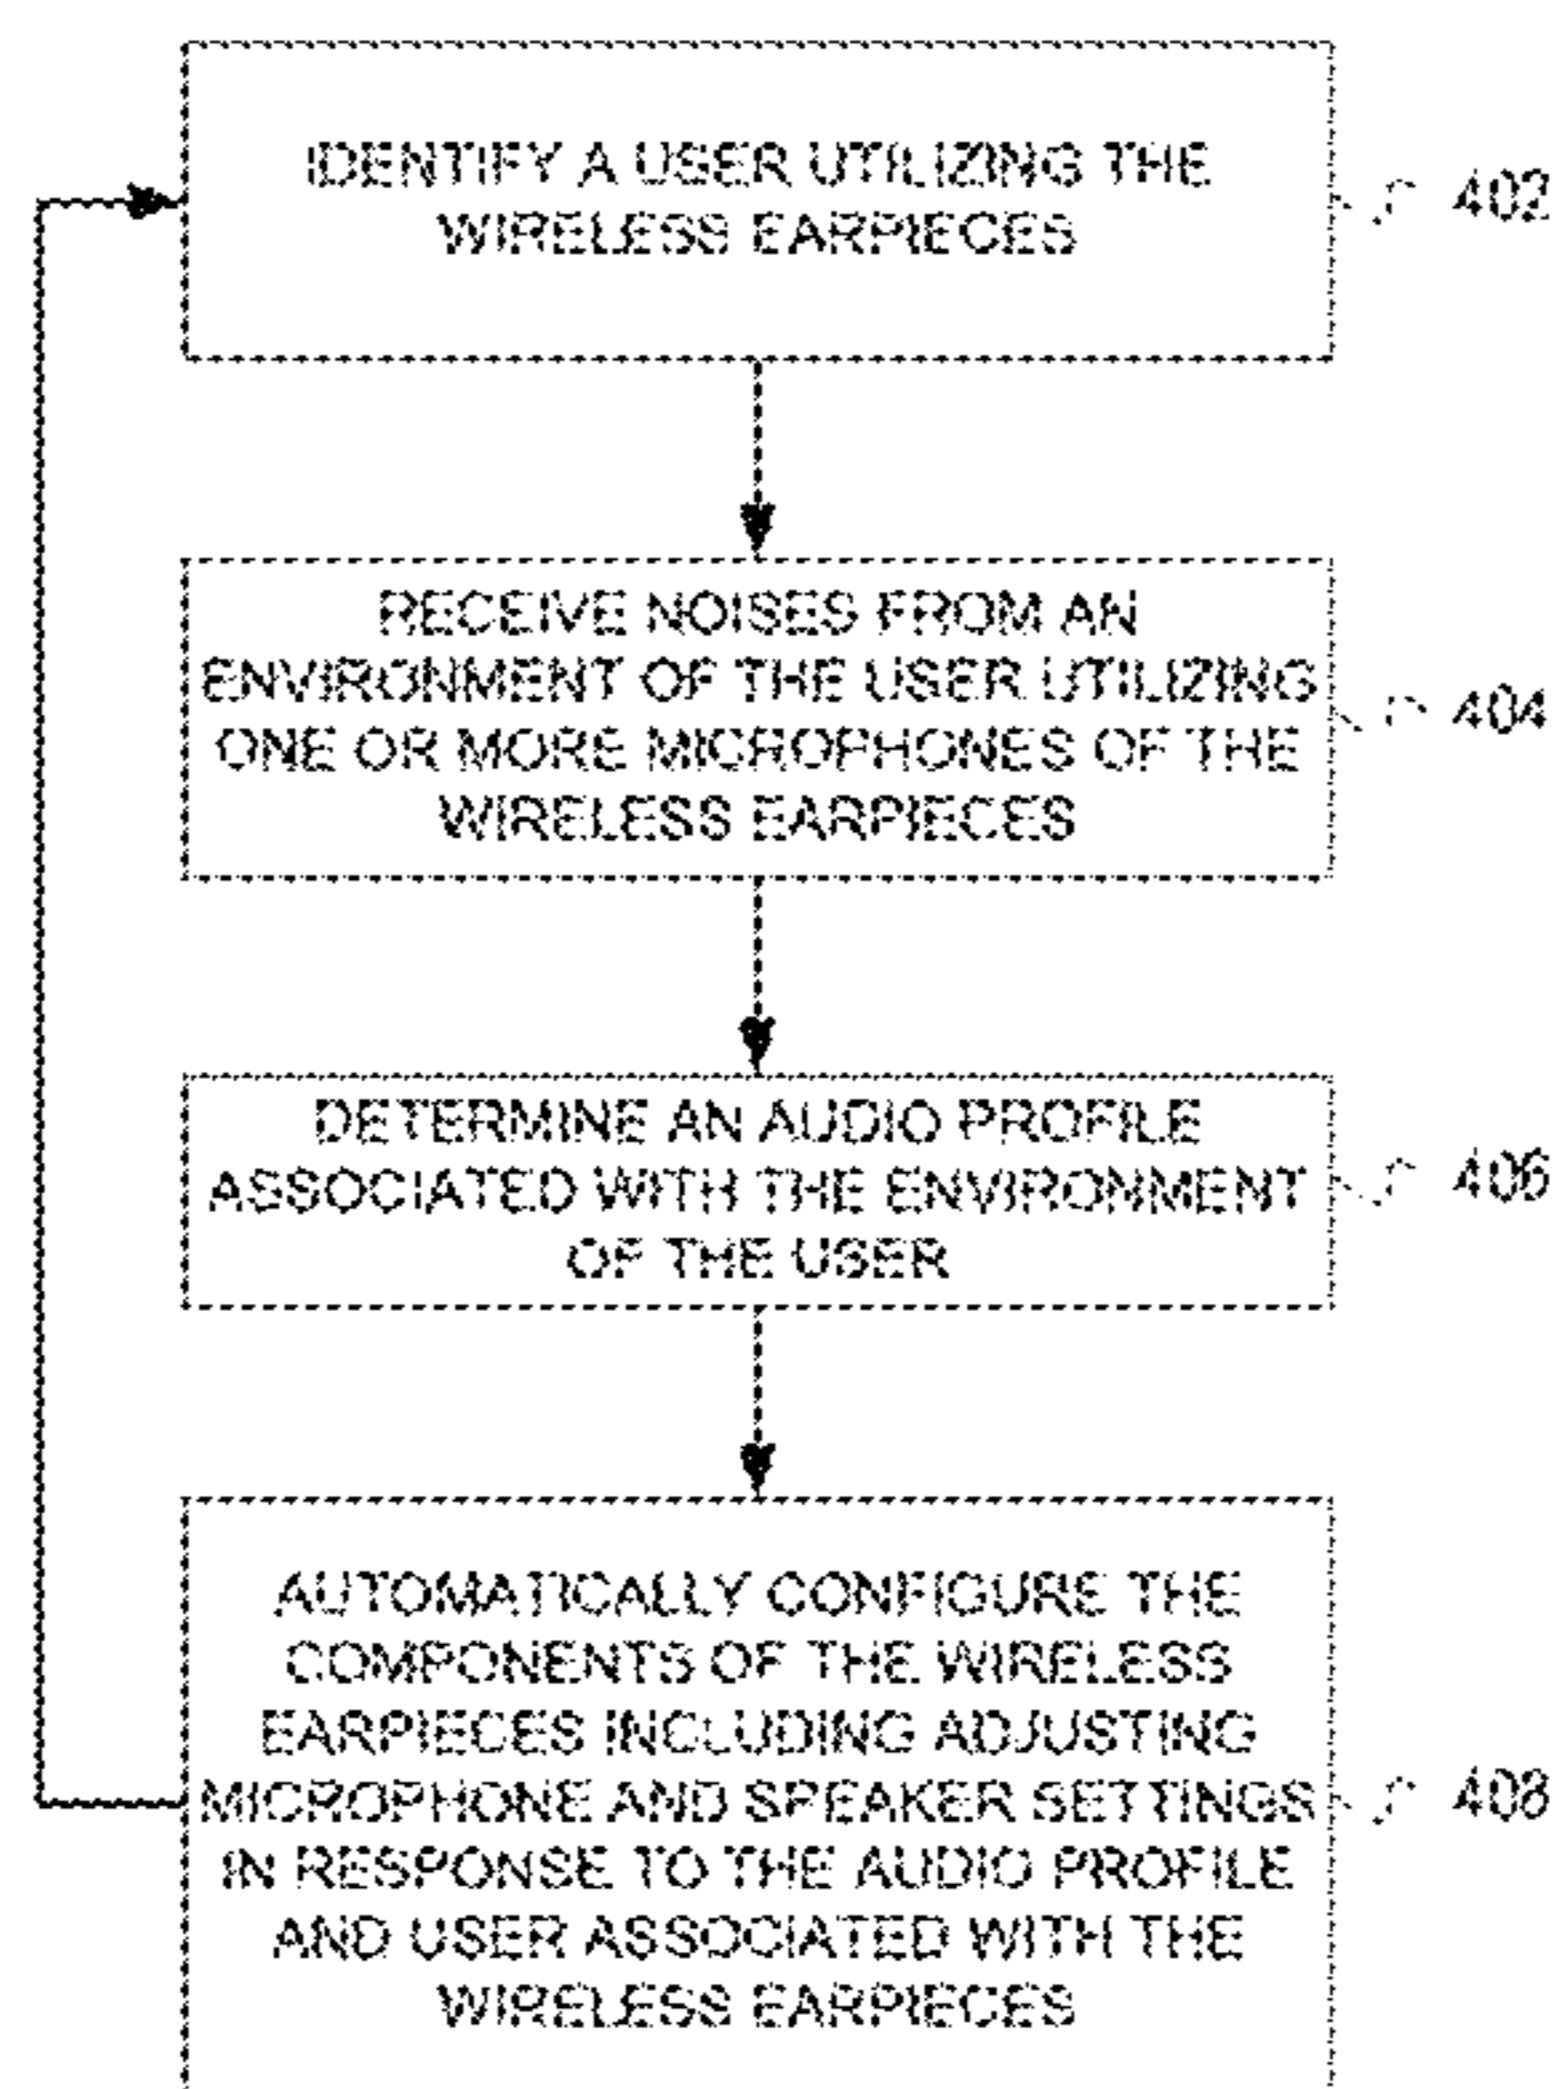 IDENTIFY A USER UTILIZING THE
WIRELESS EARPIECES
402
RECEIVE NOISES FROM AN
ENVIRONMENT OF THE USER UTILIZING
ONE OR MORE MICROPHONES OF THE
WIRELESS EARPIECES
404
DETERMINE AN AUDIO PROFILE
ASSOCIATED WITH THE ENVIRONMENT
OF THE USER
406
AUTOMATICALLY CONFIGURE THE
COMPONENTS OF THE WIRELESS
EARPIECES INCLUDING ADJUSTING
MICROPHONE AND SPEAKER SETTINGS
IN RESPONSE TO THE AUDIO PROFILE
AND USER ASSOCIATED WITH THE
WIRELESS EARPIECES
408